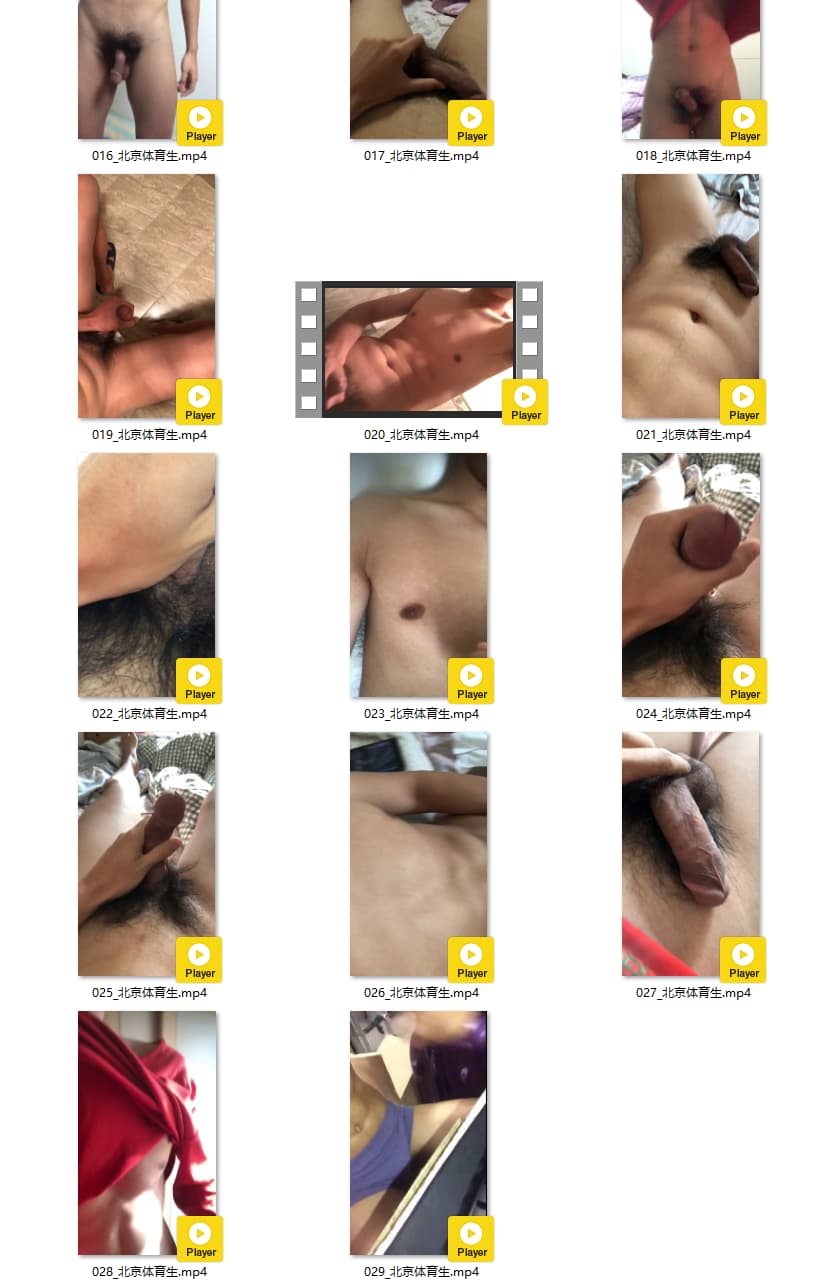 Player
Player
Player
016_北京体育生.mp4
017_北京体育生.mp4
018_北京体育生.mp4
Player
Player
Player
019_北京体育生.mp4
020_北京体育生.mp4
021_北京体育生.mp4
Player
Player
Player
022_北京体育生.mp4
023_北京体育生.mp4
024_北京体育生.mp4
Player
Player
Player
025_北京体育生.mp4
026_北京体育生.mp4
027_北京体育生.mp4
Player
Player
028_北京体育生.mp4
029_北京体育生.mp4